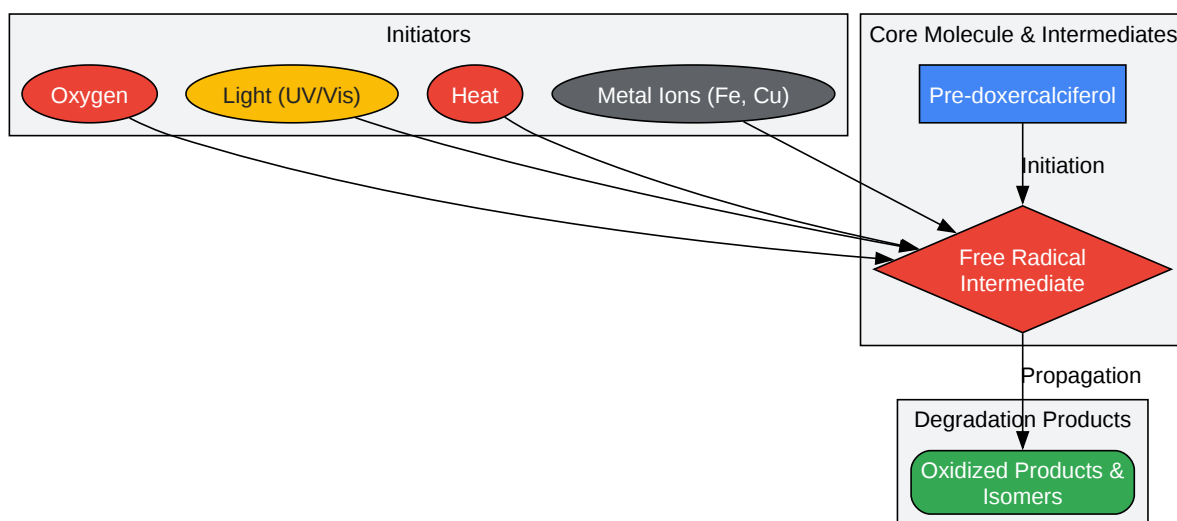 Initiators
Oxygen
Light (UV/Vis)
Heat
Metal Ions (Fe, Cu)
Core Molecule & Intermediates
Pre-doxercalciferol
Initiation
Free Radical
Intermediate
Propagation
Degradation Products
Oxidized Products &
Isomers